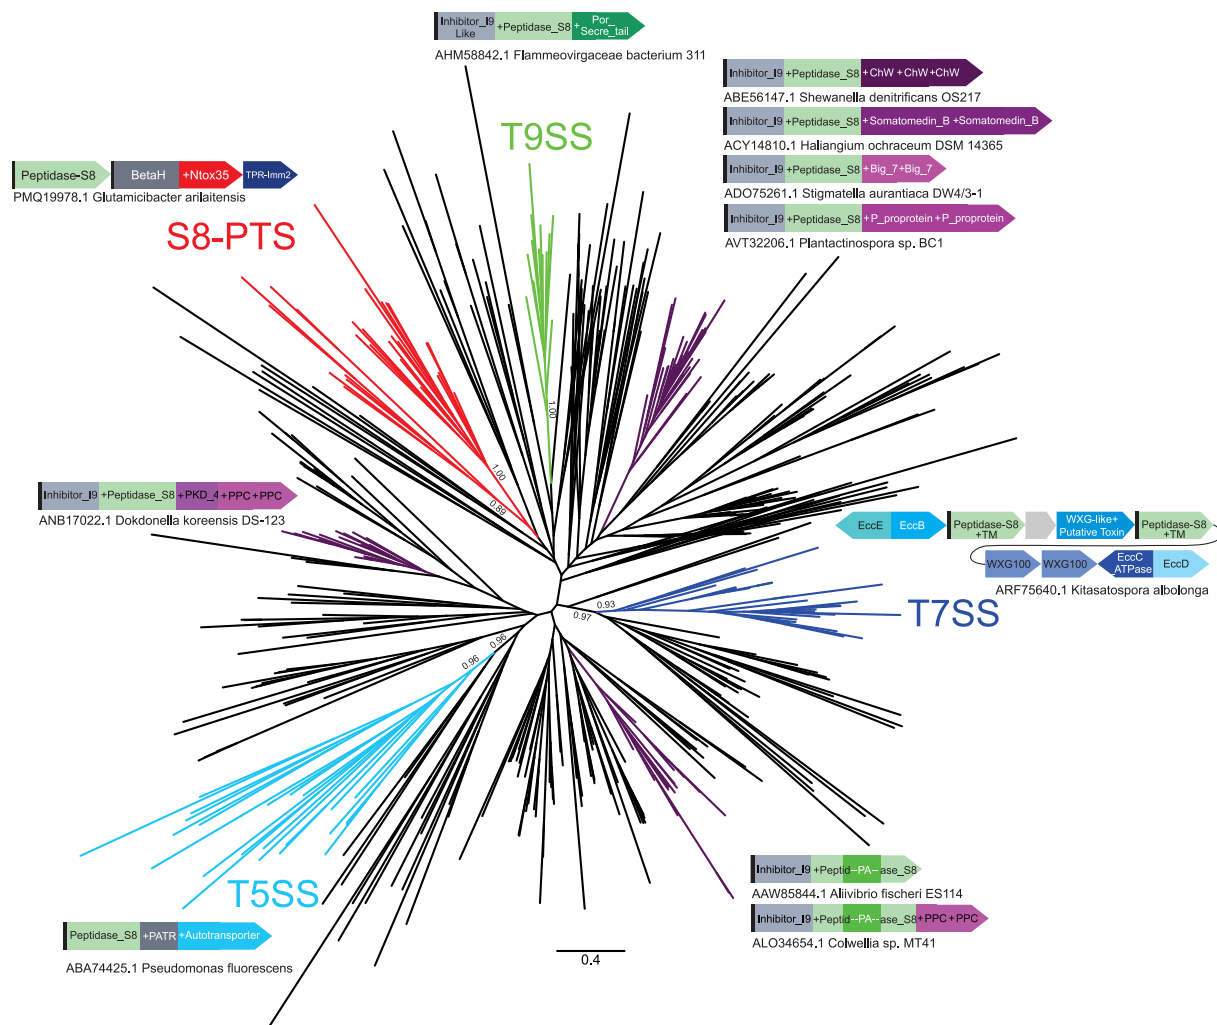 Inhibitor_I9 Like +Peptidase_S8 + Por_ Secre_tail
AHM58842.1 Flammeovirgaceae bacterium 311
Inhibitor_I9 +Peptidase_S8 +ChW +ChW +ChW
ABE56147.1 Shewanella denitrificans OS217
Inhibitor_I9 +Peptidase_S8 +Somatomedin_B +Somatomedin_B
ACY14810.1 Haliangium ochraceum DSM 14365
Inhibitor_I9 +Peptidase_S8 +Big_7+Big_7
ADO75261.1 Stigmatella aurantiaca DW4/3-1
Inhibitor_I9 +Peptidase_S8 +P_proprotein +P_proprotein
AVT32206.1 Plantactinospora sp. BC1
T9SS
Peptidase-S8 BetaH +Ntox35 TPR-Imm2
PMQ19978.1 Glutamicibacter arilaitensis
S8-PTS
1.00
1.00
0.89
Inhibitor_I9 +Peptidase_S8 +PKD_4 +PPC +PPC
ANB17022.1 Dokdonella koreensis DS-123
EccE EccB Peptidase-S8 +TM WXG-like+ Putative Toxin Peptidase-S8 +TM
WXG100 WXG100 EccC ATPase EccD
ARF75640.1 Kitasatospora albolonga
T7SS
0.93
0.97
0.96
0.96
T5SS
Peptidase_S8 +PATR +Autotransporter
ABA74425.1 Pseudomonas fluorescens
Inhibitor_I9 +Peptid--PA--ase_S8
AAW85844.1 Aliivibrio fischeri ES114
Inhibitor_I9 +Peptid--PA--ase_S8 +PPC +PPC
ALO34654.1 Colwellia sp. MT41
0.4